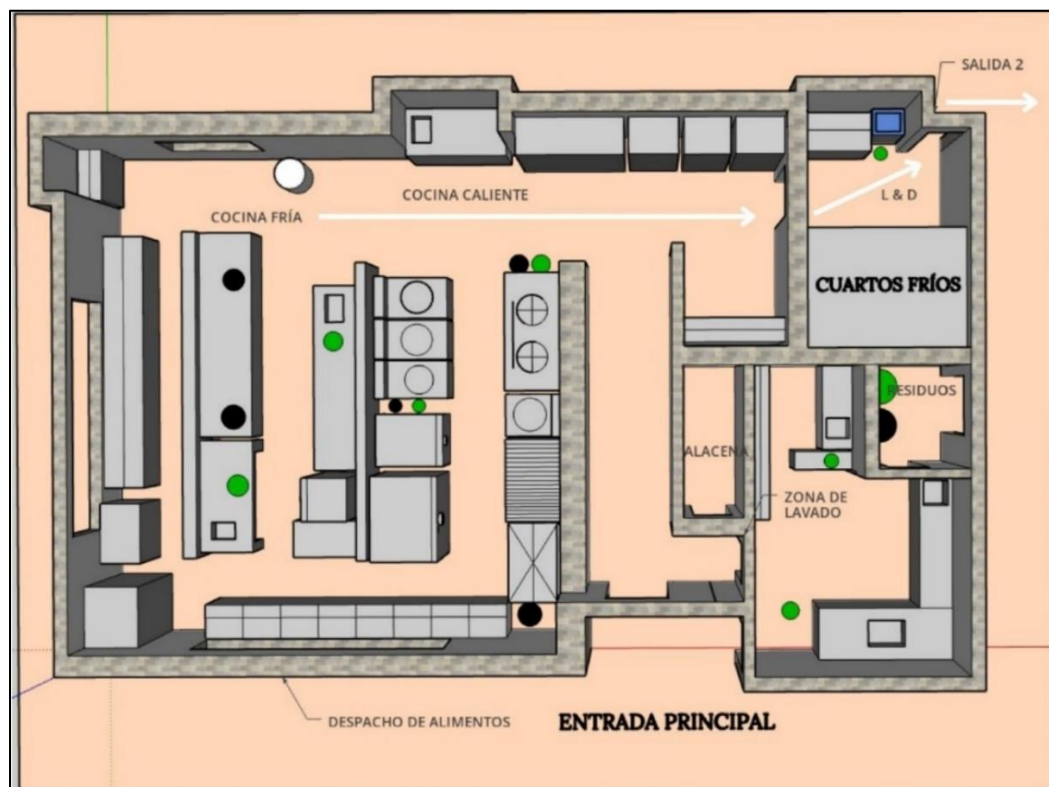 SALIDA 2
COCINA CALIENTE
L & D
COCINA FRÍA
CUARTOS FRÍOS
RESIDUOS
ALACENA
ZONA DE
LAVADO
DESPACHO DE ALIMENTOS
ENTRADA PRINCIPAL